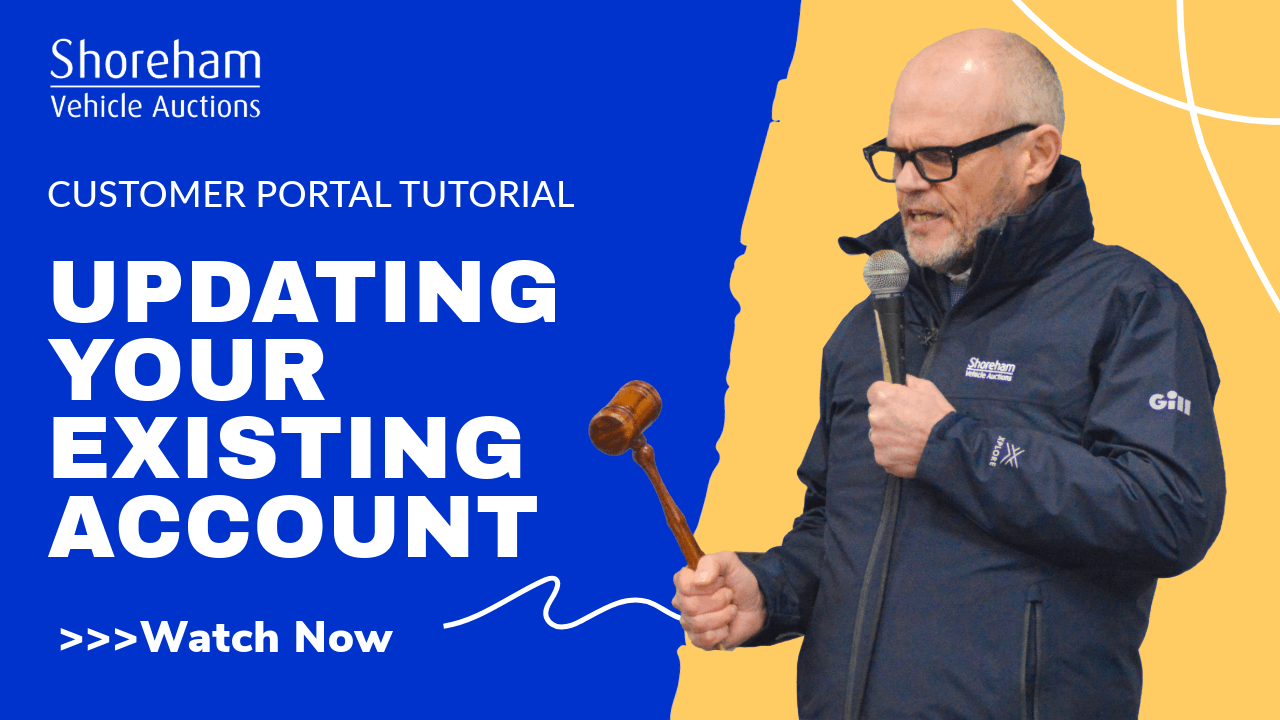 Shoreham
Vehicle Auctions
CUSTOMER PORTAL TUTORIAL
UPDATING
YOUR
EXISTING
ACCOUNT
>>>Watch Now
Shoreham
Vehicle Auctions
Gill
XPLORE